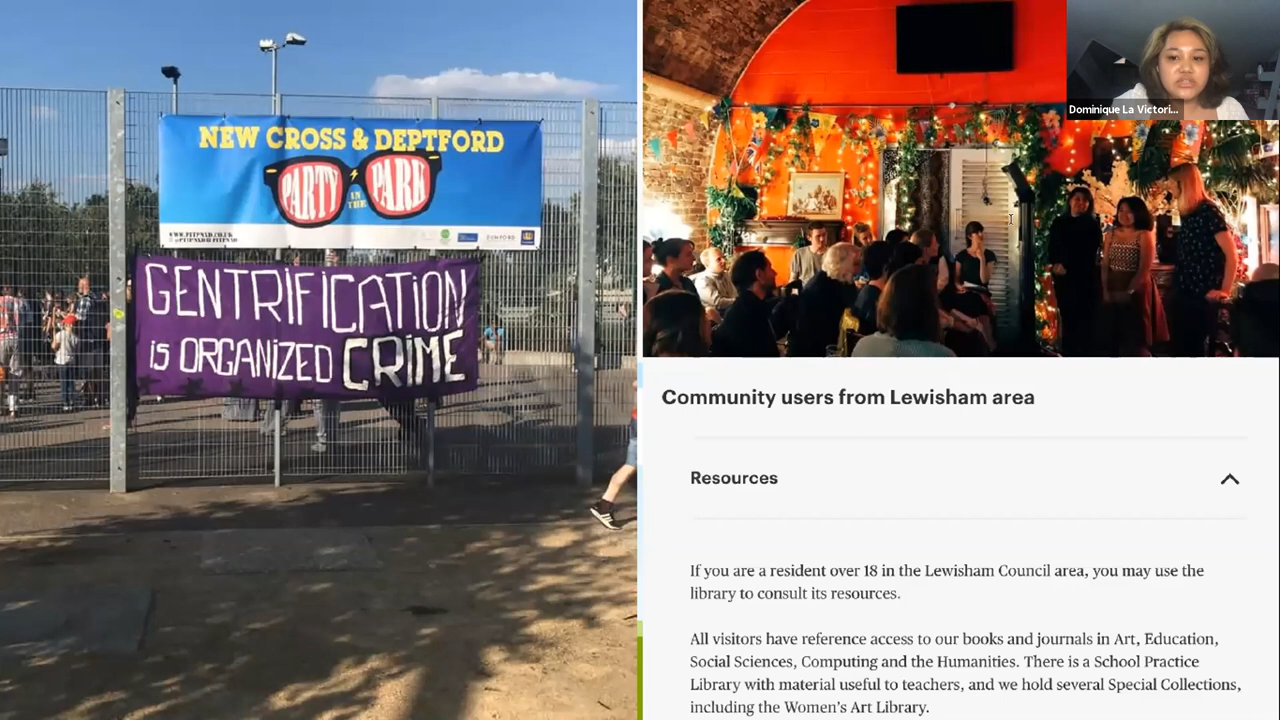 NEW CROSS & DEPTFORD
PARTY IN THE PARK
GENTRIFICATION
iS ORGANiZED CRiME
Dominique La Victori...
Community users from Lewisham area
Resources
If you are a resident over 18 in the Lewisham Council area, you may use the
library to consult its resources.
All visitors have reference access to our books and journals in Art, Education,
Social Sciences, Computing and the Humanities. There is a School Practice
Library with material useful to teachers, and we hold several Special Collections,
including the Women's Art Library.